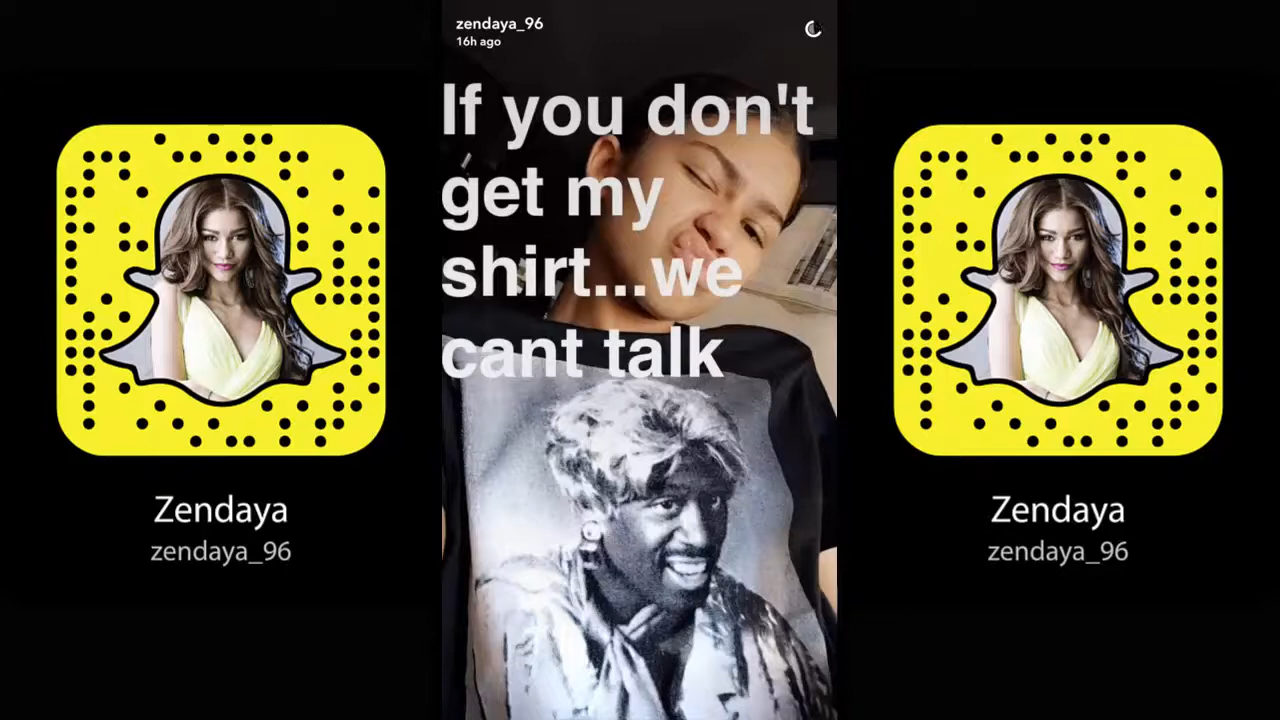 zendaya_96
16h ago
If you don't
get my
shirt...we
cant talk
Zendaya
zendaya_96
Zendaya
zendaya_96